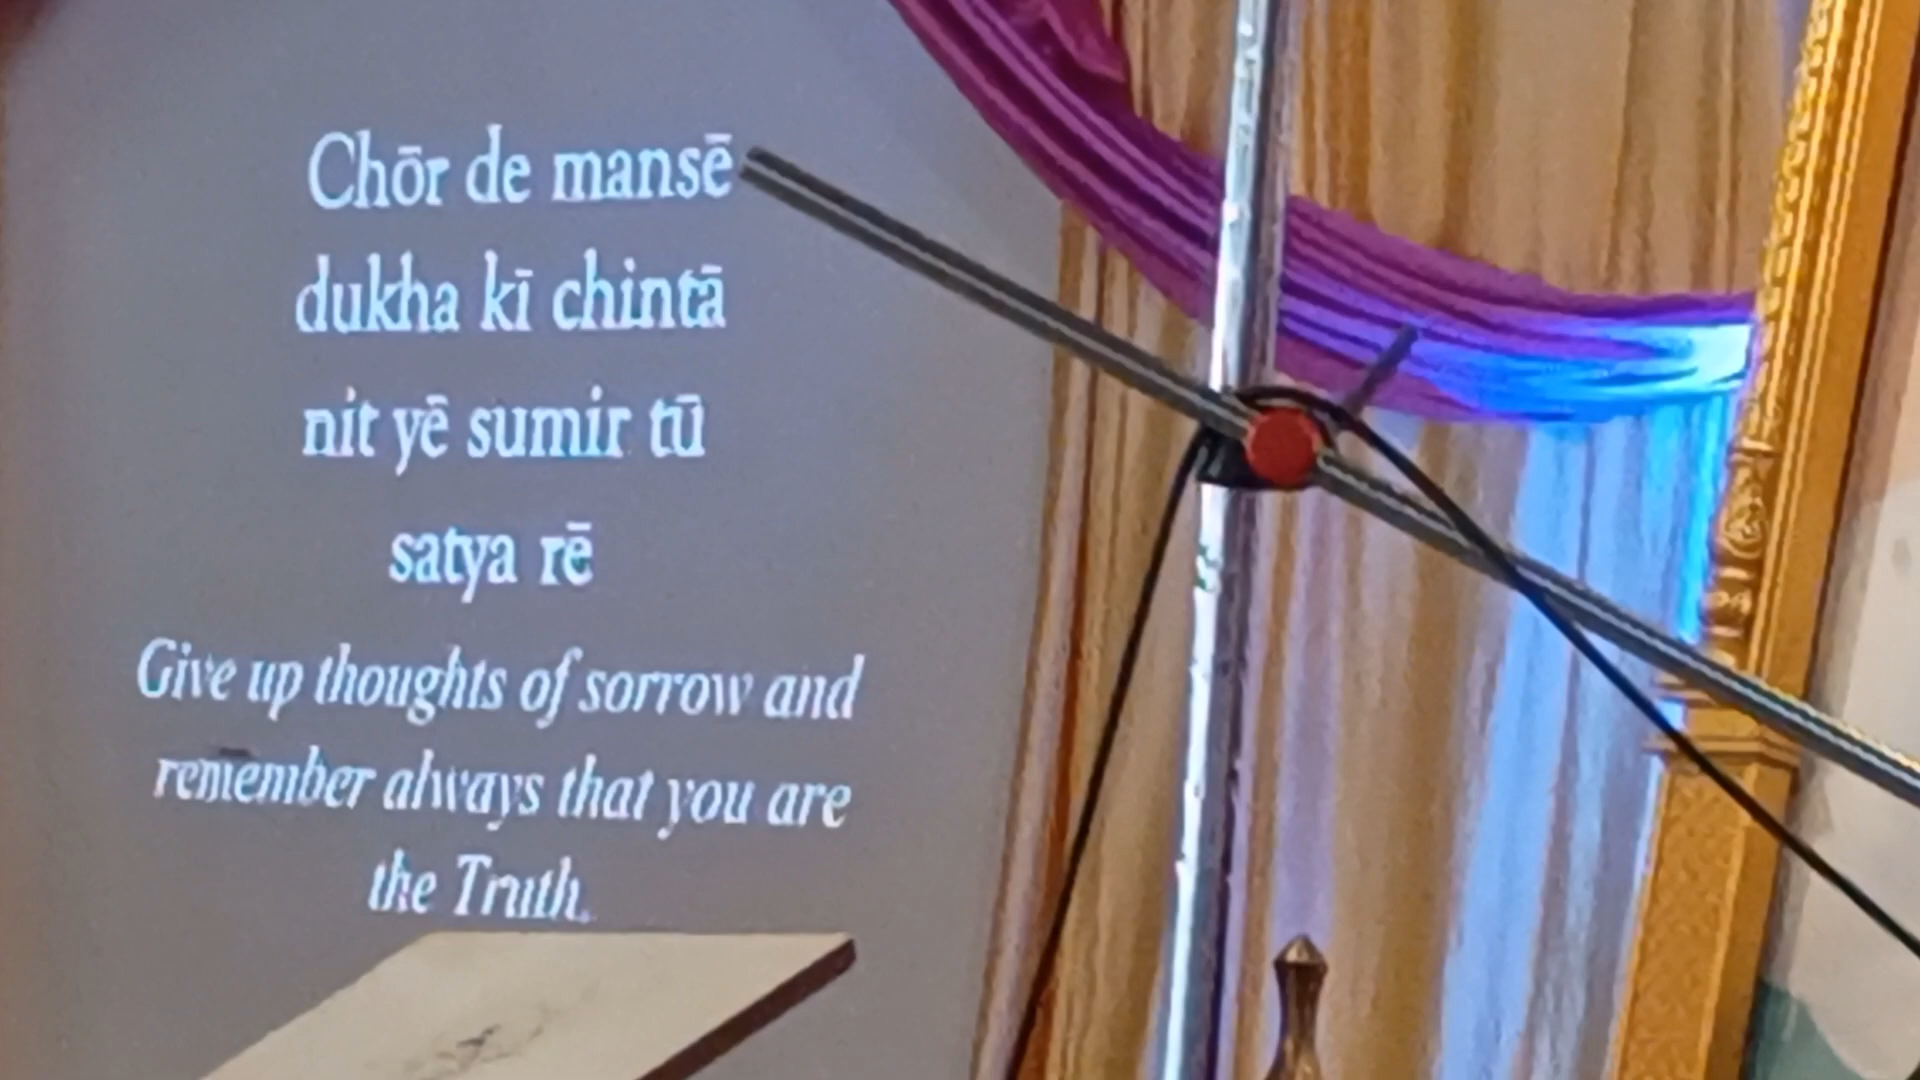 Chōr de mansē
dukha kī chintā
nit yē sumir tū
satya rē
Give up thoughts of sorrow and
remember always that you are
the Truth.